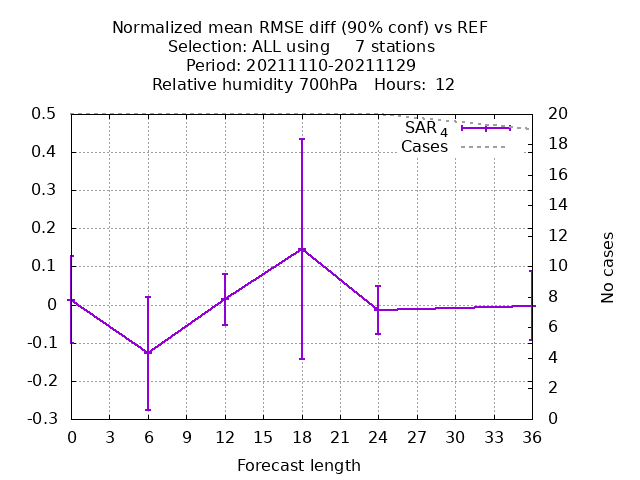 Normalized mean RMSE diff (90% conf) vs REF
Selection: ALL using     7 stations
Period: 20211110-20211129
Relative humidity 700hPa   Hours:  12
0.5
0.4
0.3
0.2
0.1
0
-0.1
-0.2
-0.3
SAR4
Cases
20
18
16
14
12
10
8
6
4
2
0
No cases
0 3 6 9 12 15 18 21 24 27 30 33 36
Forecast length